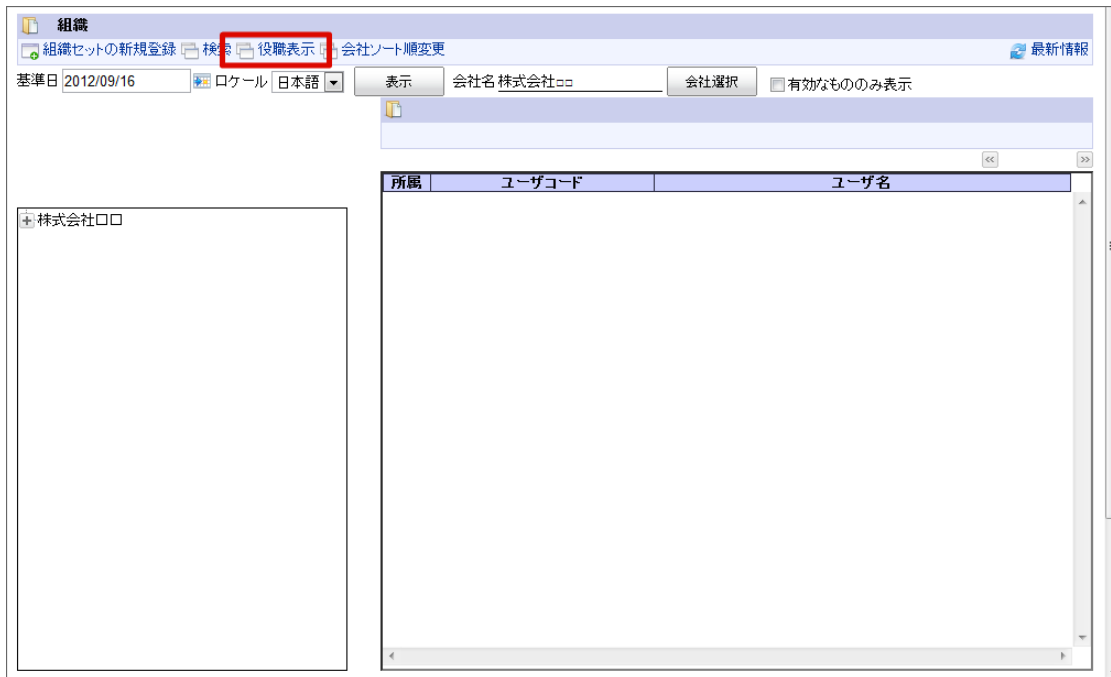 組織
組織セットの新規登録 検索 役職表示 会社ソート順変更 最新情報
基準日 2012/09/16 ロケール 日本語 表示 会社名 株式会社□□ 会社選択 有効なもののみ表示
所属 ユーザコード ユーザ名
株式会社ロロ